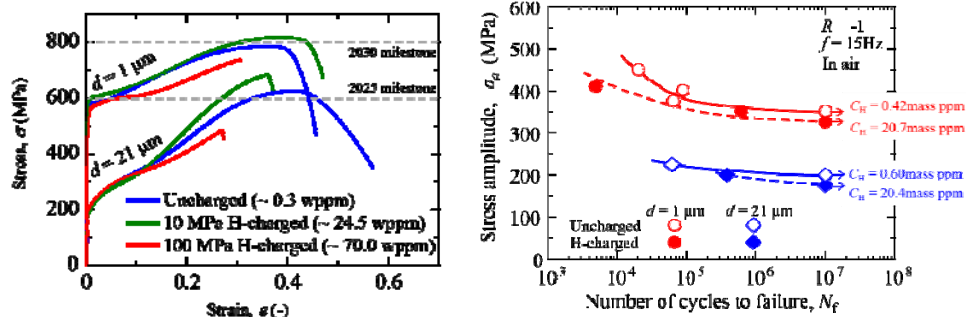 800
600
400
200
0
0
0.2
0.4
0.6
Stress, σ (MPa)
Strain, ε (-)
d = 1 μm
d = 21 μm
2030 milestone
2025 milestone
Uncharged (~ 0.3 wppm)
10 MPa H-charged (~ 24.5 wppm)
100 MPa H-charged (~ 70.0 wppm)
600
500
400
300
200
100
0
10³
10⁴
10⁵
10⁶
10⁷
10⁸
Stress amplitude, σₐ (MPa)
Number of cycles to failure, Nf
R -1
f = 15Hz
In air
CH = 0.42mass ppm
CH = 20.7mass ppm
CH = 0.60mass ppm
CH = 20.4mass ppm
d = 1 μm d = 21 μm
Uncharged
H-charged